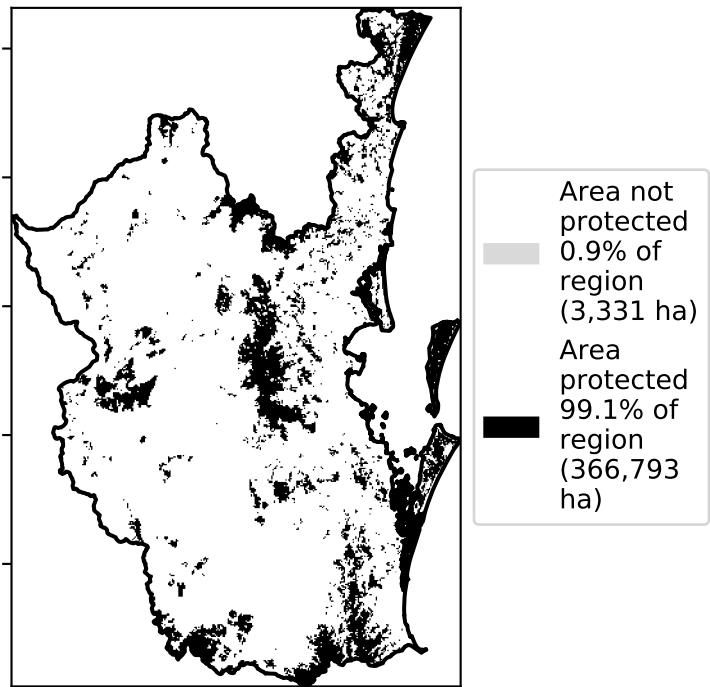 Area not
protected
0.9% of
region
(3,331 ha)
Area
protected
99.1% of
region
(366,793
ha)